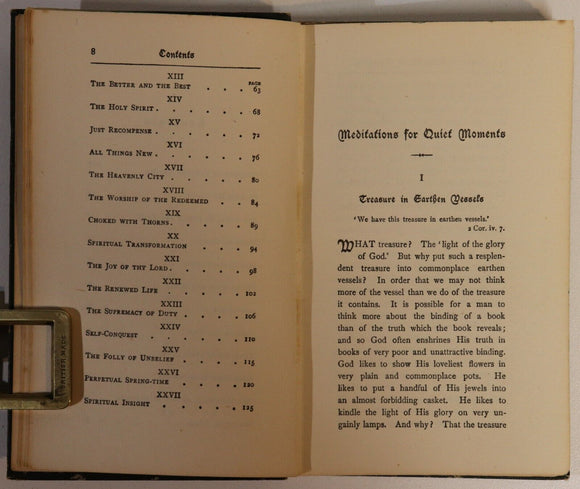 8 Contents
XIII PAGE
The Better and the Best . . . 63
XIV
The Holy Spirit . . . . . 68
XV
Just Recompense . . . . . 72
XVI
All Things New . . . . . 76
XVII
The Heavenly City . . . . 80
XVIII
The Worship of the Redeemed . . 84
XIX
Choked with Thorns . . . . 89
XX
Spiritual Transformation . . . 94
XXI
The Joy of thy Lord . . . . 98
XXII
The Renewed Life . . . . 102
XXIII
The Supremacy of Duty . . . 106
XXIV
Self-Conquest . . . . . 110
XXV
The Folly of Unselief . . . 115
XXVI
Perpetual Spring-time . . . 120
XXVII
Spiritual Insight . . . . . 125
BRITISH MADE
Meditations for Quiet Moments
I
Treasure in Earthen Vessels
'We have this treasure in earthen vessels.'
2 Cor. iv. 7.
WHAT treasure? The 'light of the glory
of God.' But why put such a resplen-
dent treasure into commonplace earthen
vessels? In order that we may not think
more of the vessel than we do of the treasure
it contains. It is possible for a man to
think more about the binding of a book
than of the truth which the book reveals;
and so God often enshrines His truth in
books of very poor and unattractive binding.
God likes to show His loveliest flowers in
very plain and commonplace pots. He
likes to put a handful of His jewels into
an almost forbidding casket. He likes to
kindle the light of His glory on very un-
gainly lamps. And why? That the treasure